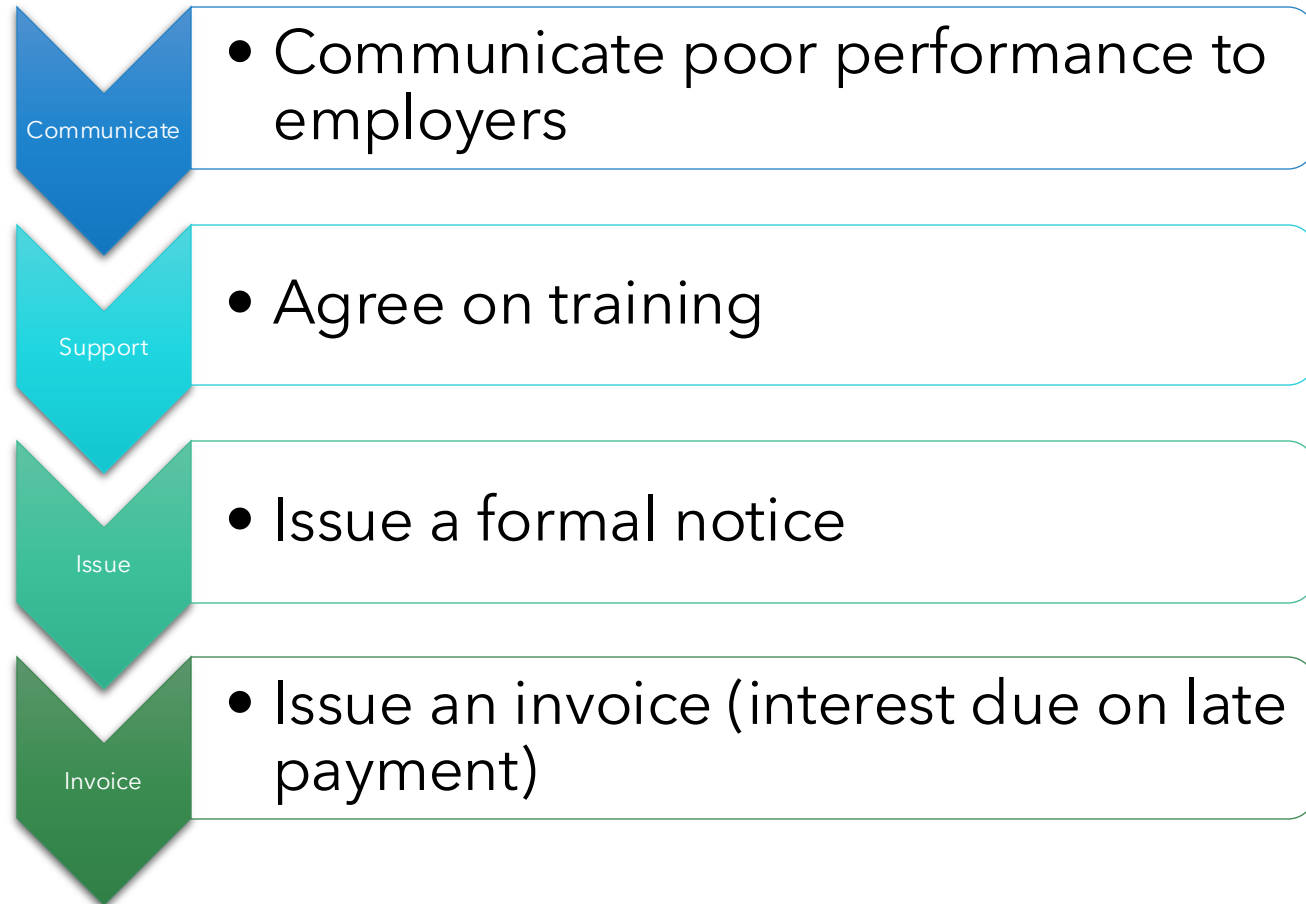 Communicate
• Communicate poor performance to
employers
Support
• Agree on training
Issue
• Issue a formal notice
Invoice
• Issue an invoice (interest due on late
payment)